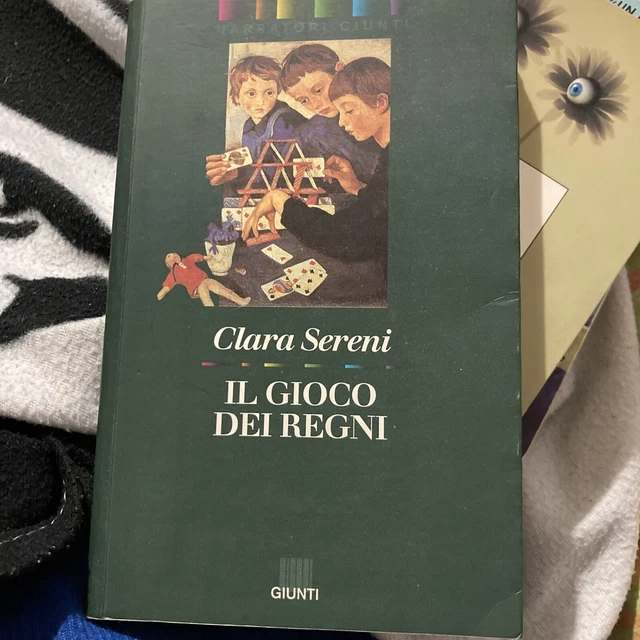 NARRATORI GIUNTI
Clara Sereni
IL GIOCO
DEI REGNI
GIUNTI